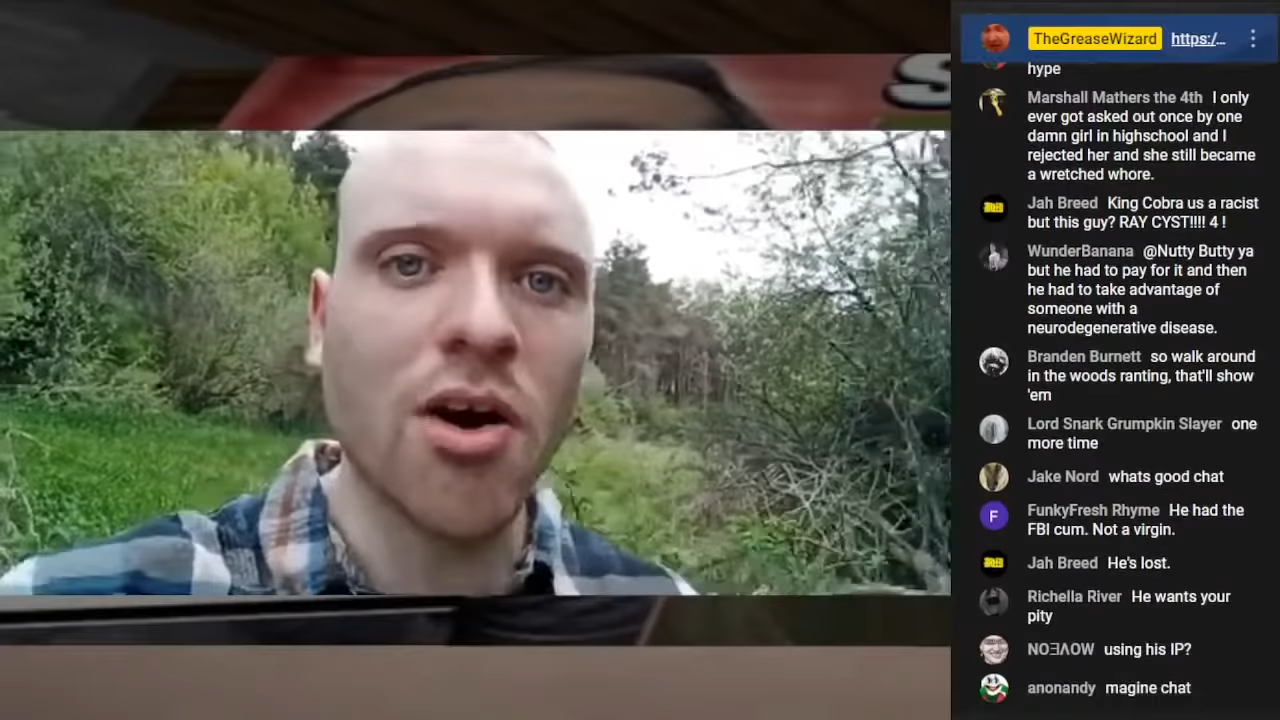 S
TheGreaseWizard https:/...
hype
Marshall Mathers the 4th I only
ever got asked out once by one
damn girl in highschool and I
rejected her and she still became
a wretched whore.
Jah Breed King Cobra us a racist
but this guy? RAY CYST!!!! 4 !
WunderBanana @Nutty Butty ya
but he had to pay for it and then
he had to take advantage of
someone with a
neurodegenerative disease.
Branden Burnett so walk around
in the woods ranting, that'll show
'em
Lord Snark Grumpkin Slayer one
more time
Jake Nord whats good chat
F
FunkyFresh Rhyme He had the
FBI cum. Not a virgin.
Jah Breed He's lost.
Richella River He wants your
pity
NOƎΛOW using his IP?
anonandy magine chat